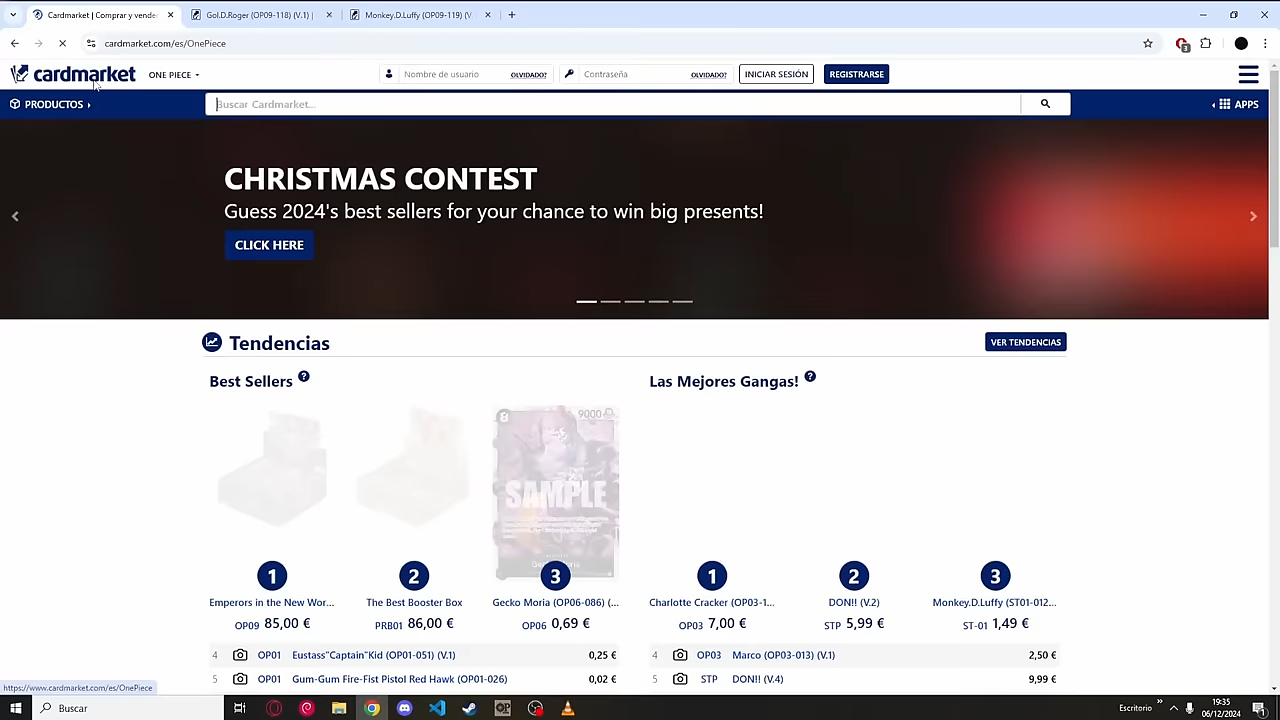 Cardmarket | Comprar y vende
Gol.D.Roger (OP09-118) (V.1) |
Monkey.D.Luffy (OP09-119) (V
cardmarket.com/es/OnePiece
3
cardmarket
ONE PIECE
Nombre de usuario
OLVIDADO?
Contraseña
OLVIDADO?
INICIAR SESIÓN
REGISTRARSE
PRODUCTOS
Buscar Cardmarket...
APPS
CHRISTMAS CONTEST
Guess 2024's best sellers for your chance to win big presents!
CLICK HERE
Tendencias
VER TENDENCIAS
Best Sellers ?
Las Mejores Gangas! ?
8
9000
SAMPLE
1
2
3
1
2
3
Emperors in the New Wor...
The Best Booster Box
Gecko Moria (OP06-086) (...
Charlotte Cracker (OP03-1...
DON!! (V.2)
Monkey.D.Luffy (ST01-012...
OP09 85,00 €
PRB01 86,00 €
OP06 0,69 €
OP03 7,00 €
STP 5,99 €
ST-01 1,49 €
4 OP01 Eustass"Captain"Kid (OP01-051) (V.1) 0,25 €
4 OP03 Marco (OP03-013) (V.1) 2,50 €
5 OP01 Gum-Gum Fire-Fist Pistol Red Hawk (OP01-026) 0,02 €
5 STP DON!! (V.4) 9,99 €
https://www.cardmarket.com/es/OnePiece
Buscar
OP
Escritorio
19:35
06/12/2024